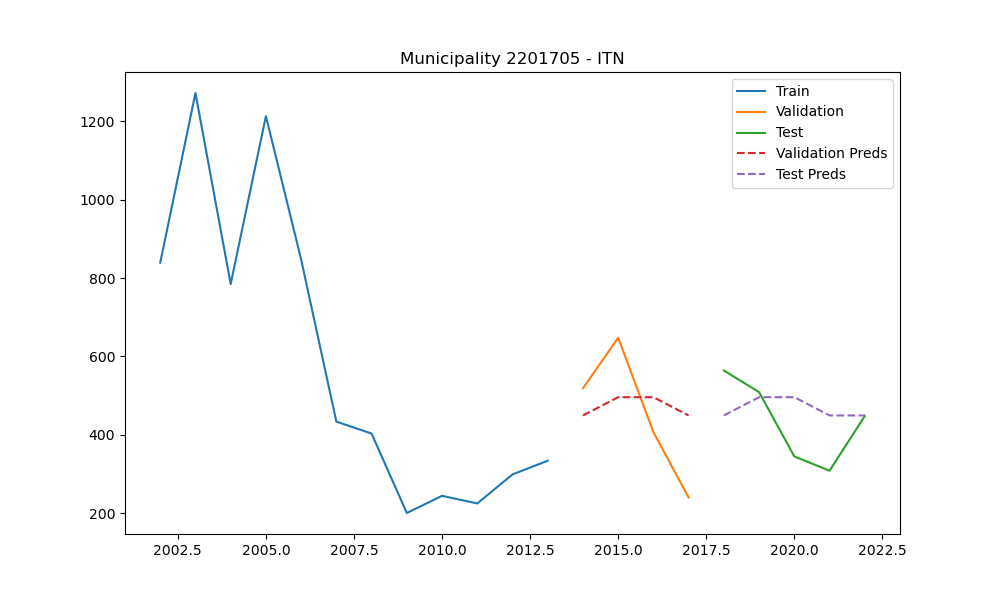 Municipality 2201705 - ITN
Train
Validation
Test
Validation Preds
Test Preds
1200
1000
800
600
400
200
2002.5 2005.0 2007.5 2010.0 2012.5 2015.0 2017.5 2020.0 2022.5